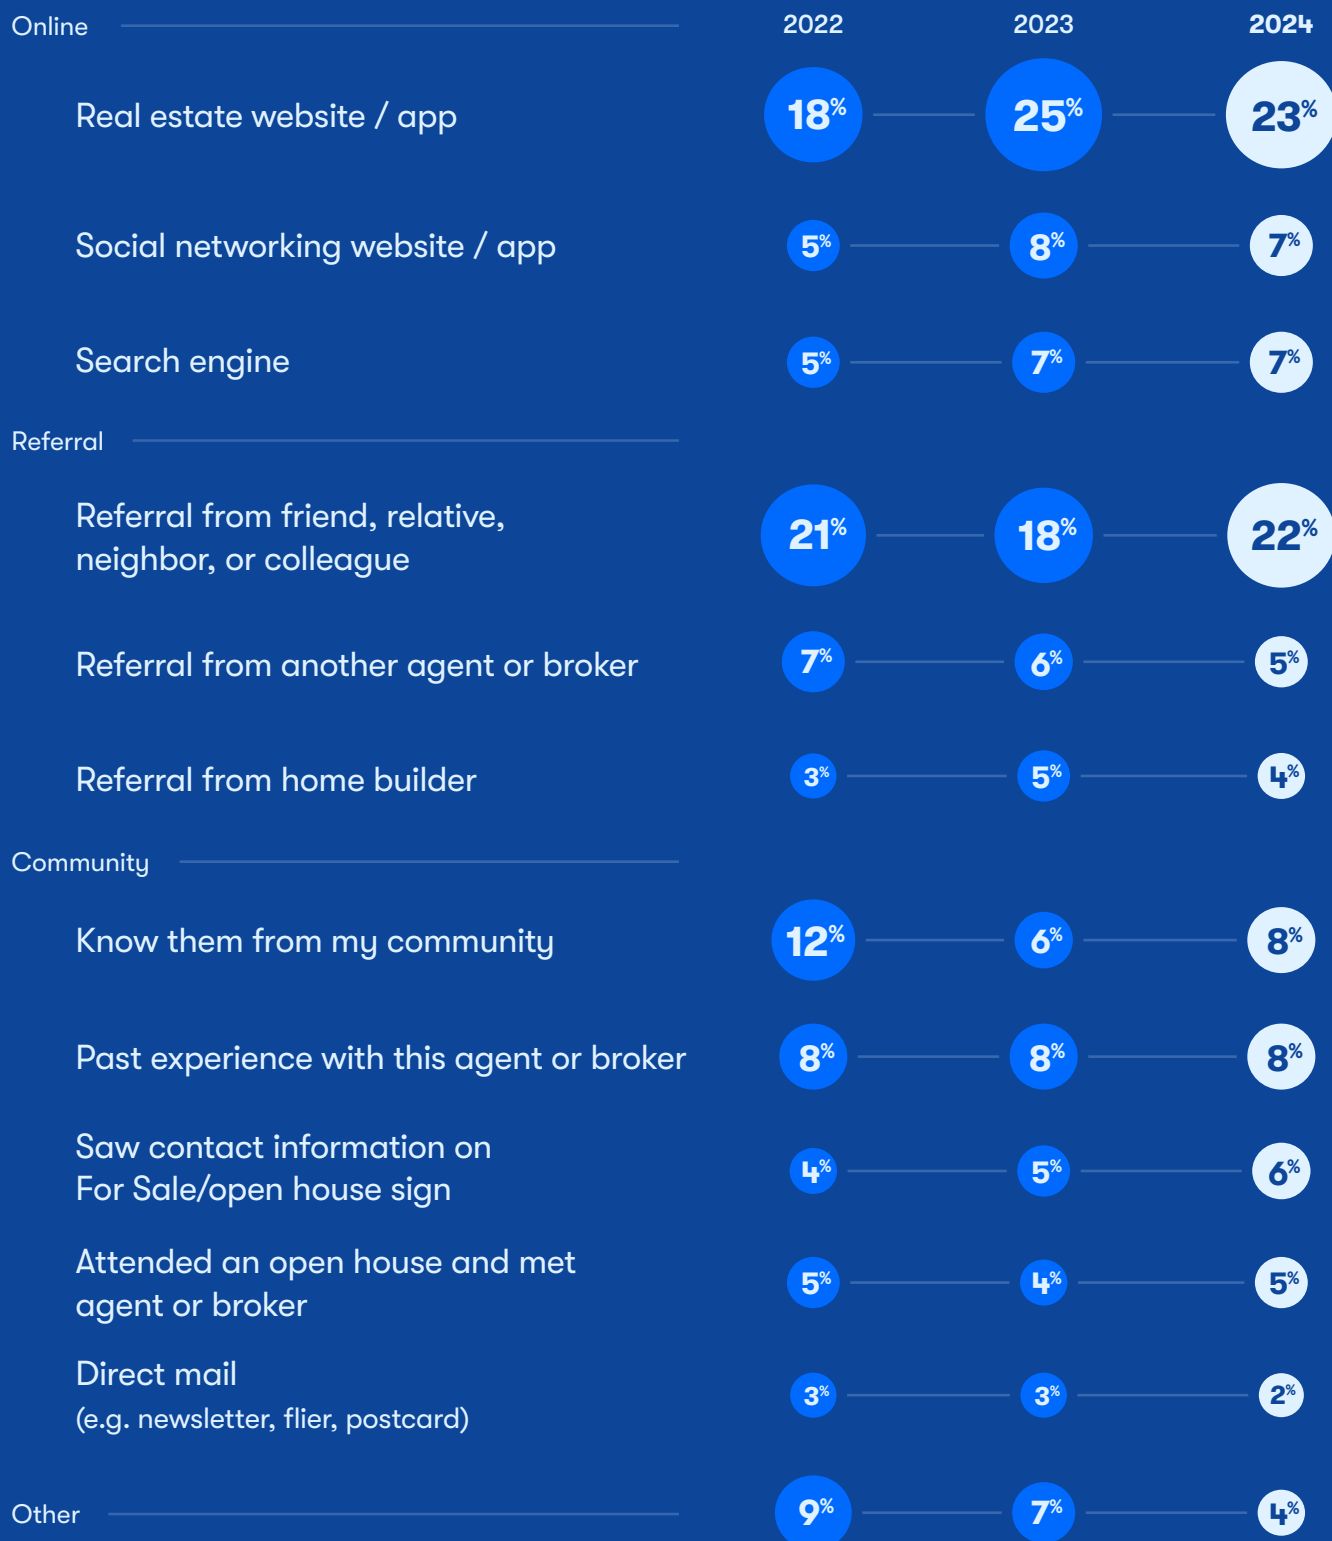 Online 2022 2023 2024
Real estate website / app 18% 25% 23%
Social networking website / app 5% 8% 7%
Search engine 5% 7% 7%
Referral
Referral from friend, relative,
neighbor, or colleague 21% 18% 22%
Referral from another agent or broker 7% 6% 5%
Referral from home builder 3% 5% 4%
Community
Know them from my community 12% 6% 8%
Past experience with this agent or broker 8% 8% 8%
Saw contact information on
For Sale/open house sign 4% 5% 6%
Attended an open house and met
agent or broker 5% 4% 5%
Direct mail
(e.g. newsletter, flier, postcard) 3% 3% 2%
Other 9% 7% 4%